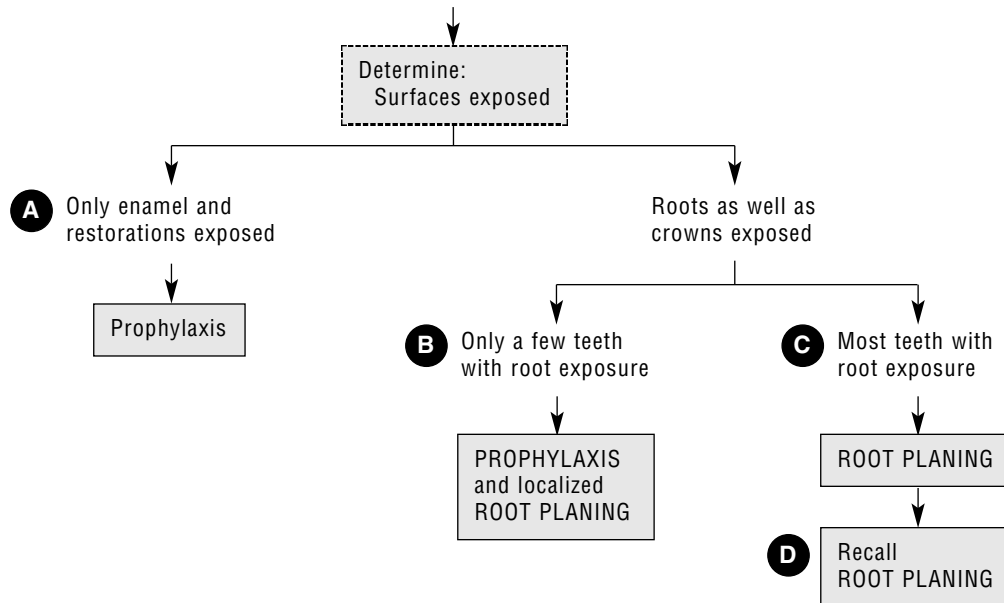 Determine:
Surfaces exposed
A
Only enamel and
restorations exposed
Roots as well as
crowns exposed
Prophylaxis
B
Only a few teeth
with root exposure
C
Most teeth with
root exposure
PROPHYLAXIS
and localized
ROOT PLANING
ROOT PLANING
D
Recall
ROOT PLANING